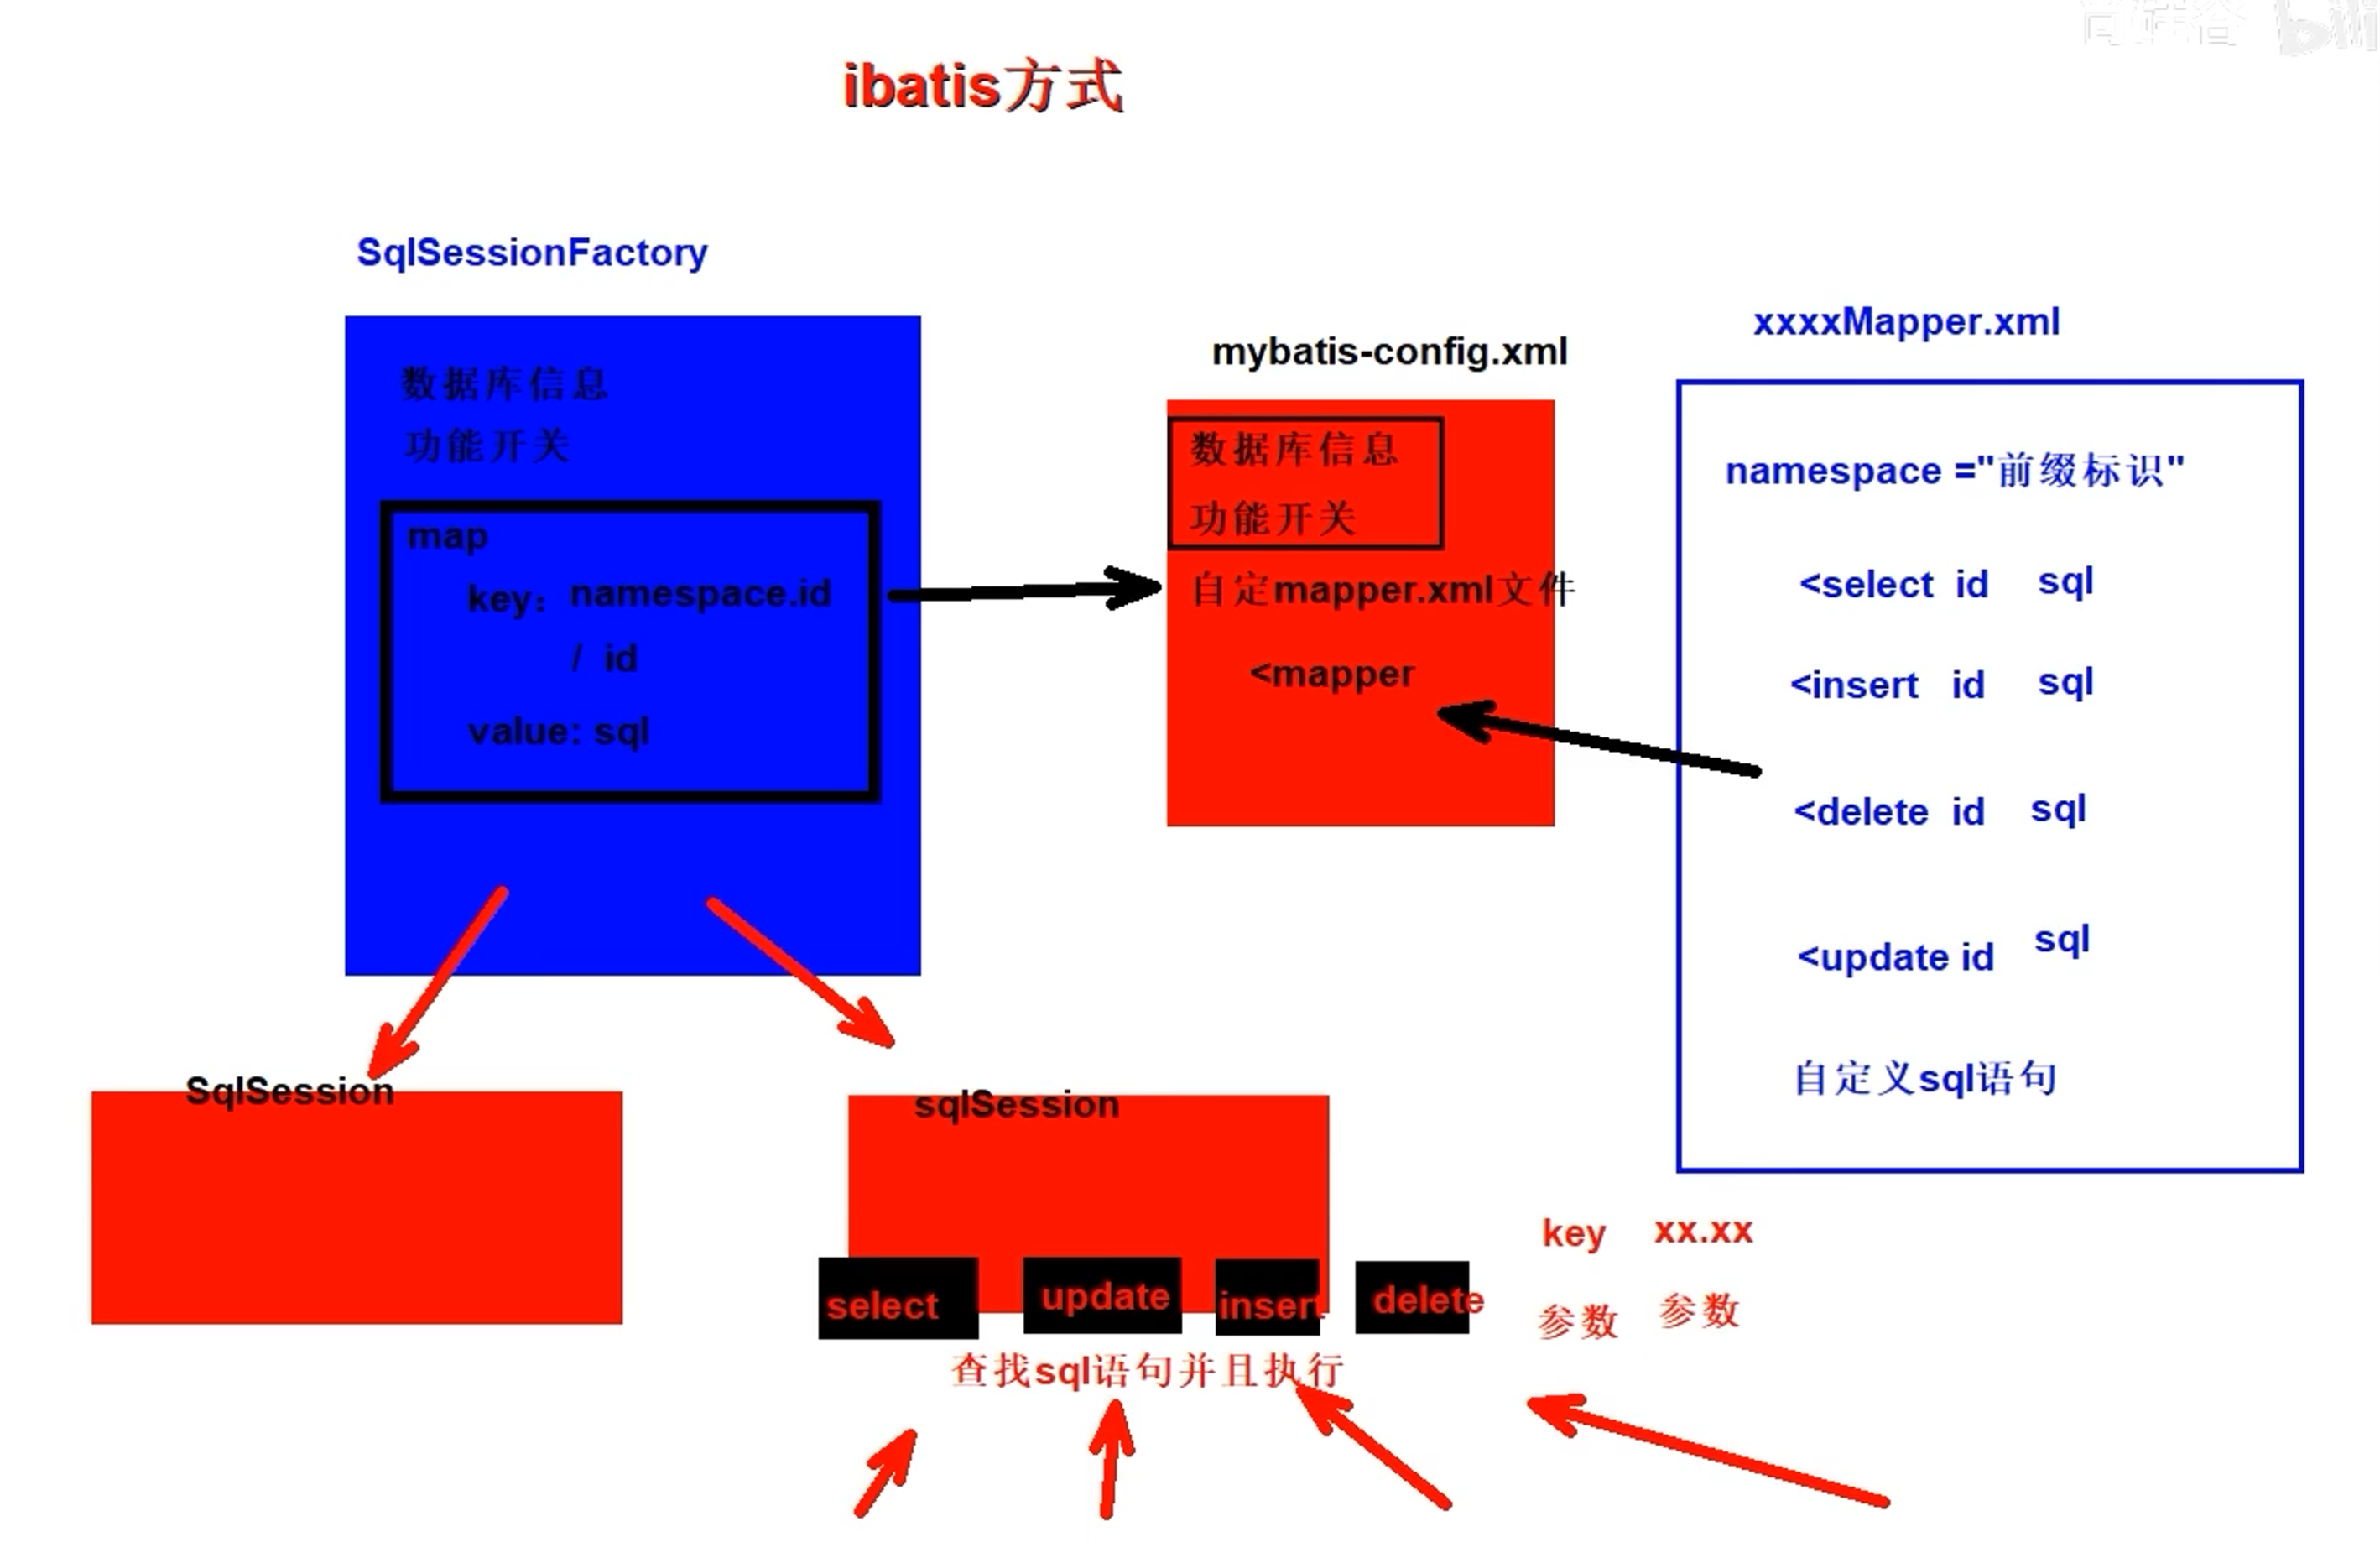 尚硅谷 bili
ibatis方式
SqlSessionFactory
数据库信息
功能开关
map
key：namespace.id
/ id
value: sql
mybatis-config.xml
数据库信息
功能开关
自定mapper.xml文件
<mapper
xxxxMapper.xml
namespace ="前缀标识"
<select id sql
<insert id sql
<delete id sql
<update id sql
自定义sql语句
SqlSession
sqlSession
select update insert delete
查找sql语句并且执行
key xx.xx
参数 参数